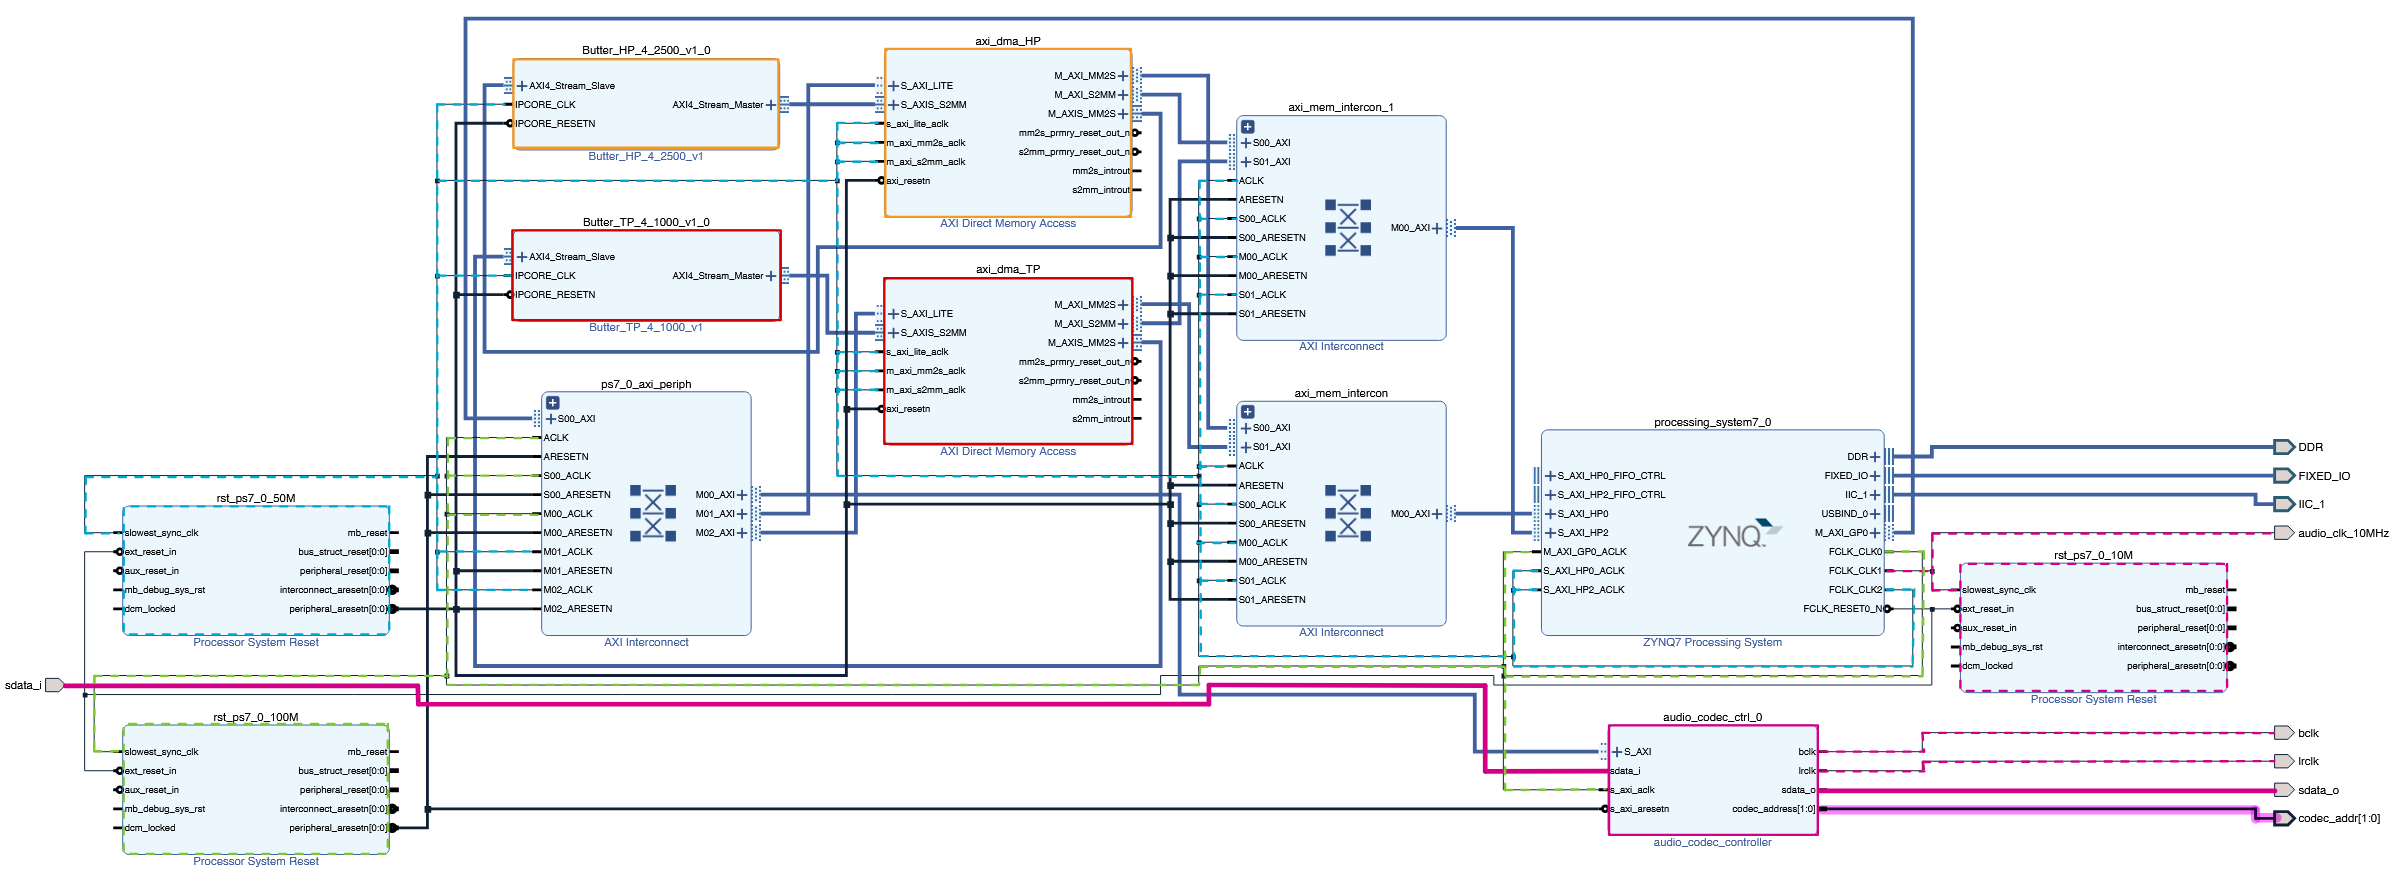 Butter_HP_4_2500_v1_0
AXI4_Stream_Slave
IPCORE_CLK
IPCORE_RESETN
AXI4_Stream_Master
Butter_HP_4_2500_v1
Butter_TP_4_1000_v1_0
AXI4_Stream_Slave
IPCORE_CLK
IPCORE_RESETN
AXI4_Stream_Master
Butter_TP_4_1000_v1
axi_dma_HP
S_AXI_LITE
S_AXIS_S2MM
s_axi_lite_aclk
m_axi_mm2s_aclk
m_axi_s2mm_aclk
axi_resetn
M_AXI_MM2S
M_AXI_S2MM
M_AXIS_MM2S
mm2s_prmry_reset_out_n
s2mm_prmry_reset_out_n
mm2s_introut
s2mm_introut
AXI Direct Memory Access
axi_dma_TP
S_AXI_LITE
S_AXIS_S2MM
s_axi_lite_aclk
m_axi_mm2s_aclk
m_axi_s2mm_aclk
axi_resetn
M_AXI_MM2S
M_AXI_S2MM
M_AXIS_MM2S
mm2s_prmry_reset_out_n
s2mm_prmry_reset_out_n
mm2s_introut
s2mm_introut
AXI Direct Memory Access
axi_mem_intercon_1
S00_AXI
S01_AXI
ACLK
ARESETN
S00_ACLK
S00_ARESETN
M00_ACLK
M00_ARESETN
S01_ACLK
S01_ARESETN
M00_AXI
AXI Interconnect
axi_mem_intercon
S00_AXI
S01_AXI
ACLK
ARESETN
S00_ACLK
S00_ARESETN
M00_ACLK
M00_ARESETN
S01_ACLK
S01_ARESETN
M00_AXI
AXI Interconnect
ps7_0_axi_periph
S00_AXI
ACLK
ARESETN
S00_ACLK
S00_ARESETN
M00_ACLK
M00_ARESETN
M01_ACLK
M01_ARESETN
M02_ACLK
M02_ARESETN
M00_AXI
M01_AXI
M02_AXI
AXI Interconnect
rst_ps7_0_50M
slowest_sync_clk
ext_reset_in
aux_reset_in
mb_debug_sys_rst
dcm_locked
mb_reset
bus_struct_reset[0:0]
peripheral_reset[0:0]
interconnect_aresetn[0:0]
peripheral_aresetn[0:0]
Processor System Reset
sdata_i
rst_ps7_0_100M
slowest_sync_clk
ext_reset_in
aux_reset_in
mb_debug_sys_rst
dcm_locked
mb_reset
bus_struct_reset[0:0]
peripheral_reset[0:0]
interconnect_aresetn[0:0]
peripheral_aresetn[0:0]
Processor System Reset
processing_system7_0
S_AXI_HP0_FIFO_CTRL
S_AXI_HP2_FIFO_CTRL
S_AXI_HP0
S_AXI_HP2
M_AXI_GP0_ACLK
S_AXI_HP0_ACLK
S_AXI_HP2_ACLK
ZYNQ
DDR
FIXED_IO
IIC_1
USBIND_0
M_AXI_GP0
FCLK_CLK0
FCLK_CLK1
FCLK_CLK2
FCLK_RESET0_N
ZYNQ7 Processing System
DDR
FIXED_IO
IIC_1
audio_clk_10MHz
rst_ps7_0_10M
slowest_sync_clk
ext_reset_in
aux_reset_in
mb_debug_sys_rst
dcm_locked
mb_reset
bus_struct_reset[0:0]
peripheral_reset[0:0]
interconnect_aresetn[0:0]
peripheral_aresetn[0:0]
Processor System Reset
audio_codec_ctrl_0
S_AXI
sdata_i
s_axi_aclk
s_axi_aresetn
bclk
lrclk
sdata_o
codec_address[1:0]
audio_codec_controller
bclk
lrclk
sdata_o
codec_addr[1:0]